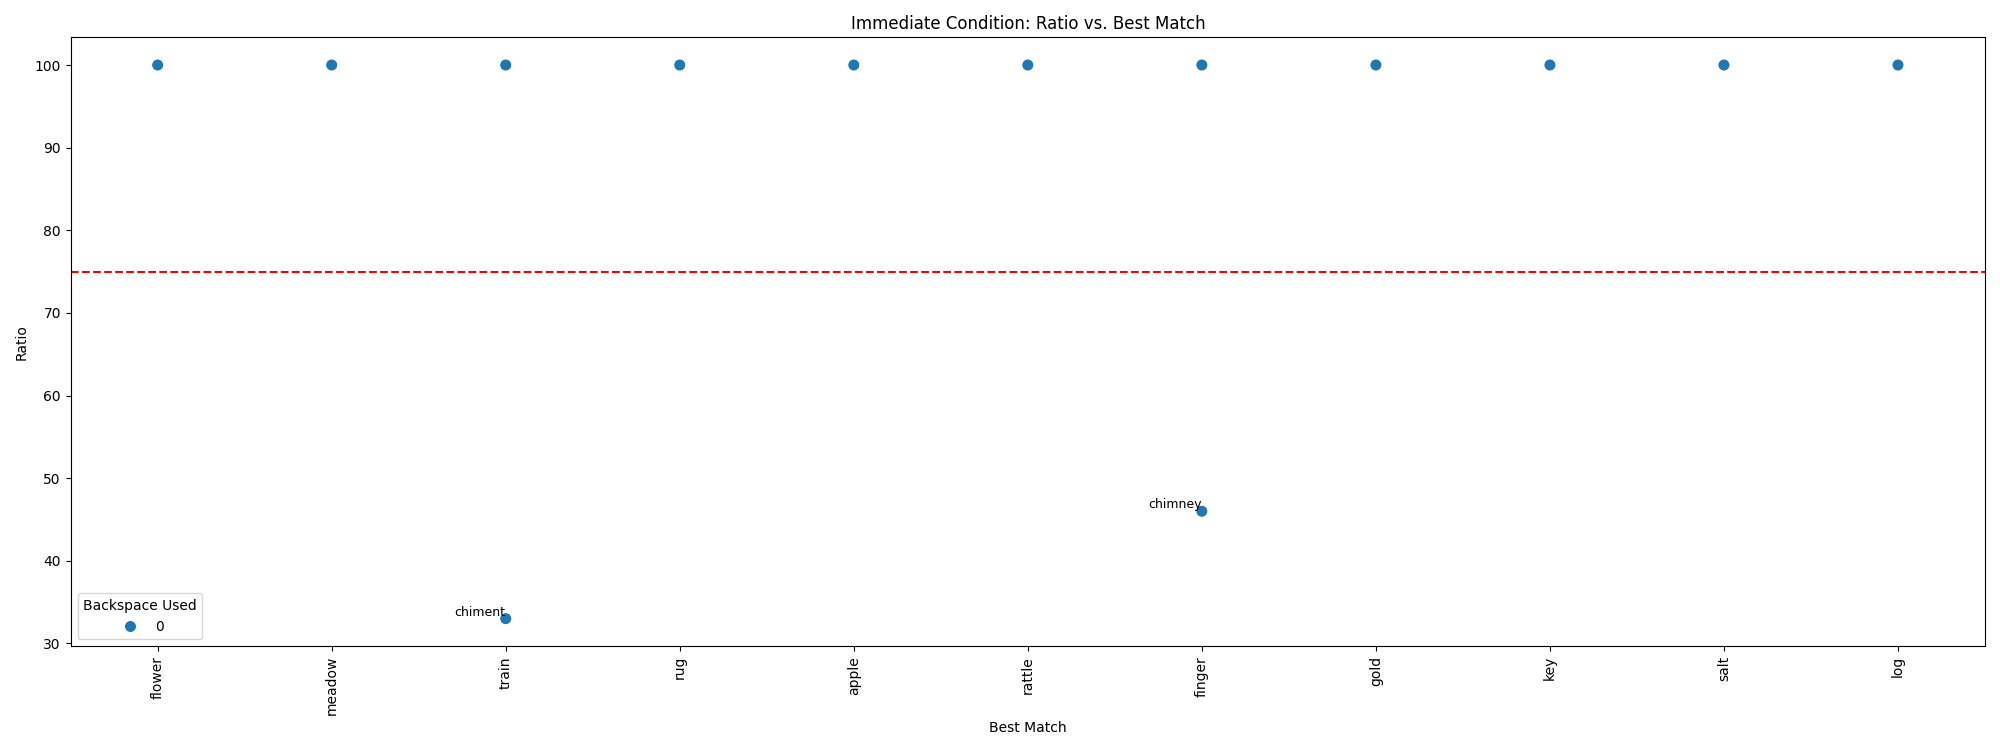 Immediate Condition: Ratio vs. Best Match
100
90
80
70
60
50
40
30
Ratio
chimney
chiment
Backspace Used
0
flower
meadow
train
rug
apple
rattle
finger
gold
key
salt
log
Best Match